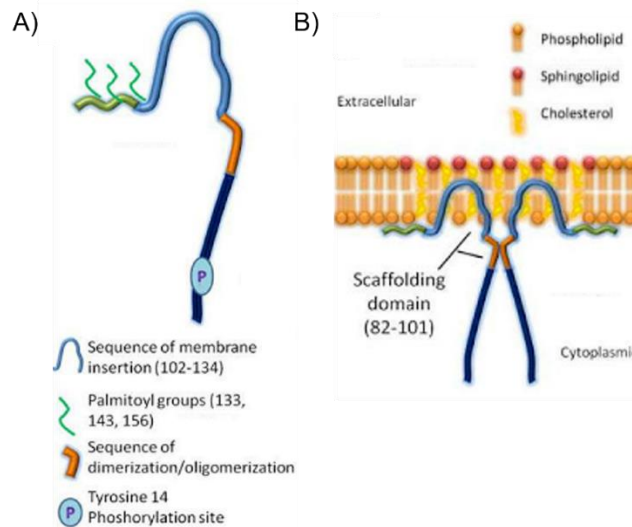 A)
P
Sequence of membrane
insertion (102-134)
Palmitoyl groups (133,
143, 156)
Sequence of
dimerization/oligomerization
P
Tyrosine 14
Phoshorylation site
B)
Phospholipid
Sphingolipid
Cholesterol
Extracellular
Scaffolding
domain
(82-101)
Cytoplasmi